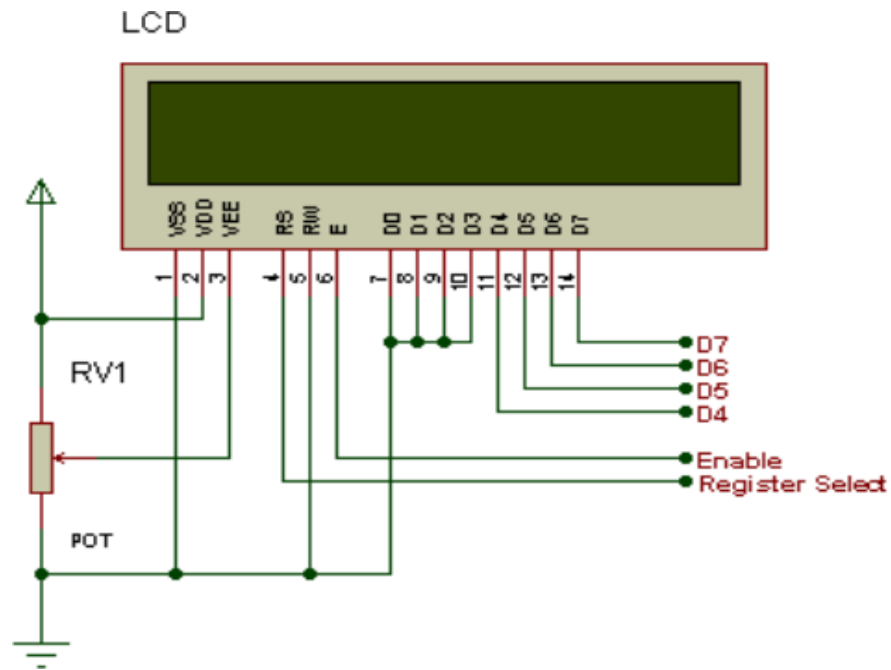 LCD
VSS
VDD
VEE
RS
RW
E
D0
D1
D2
D3
D4
D5
D6
D7
1
2
3
4
5
6
7
8
9
10
11
12
13
14
D7
D6
D5
D4
RV1
Enable
Register Select
POT